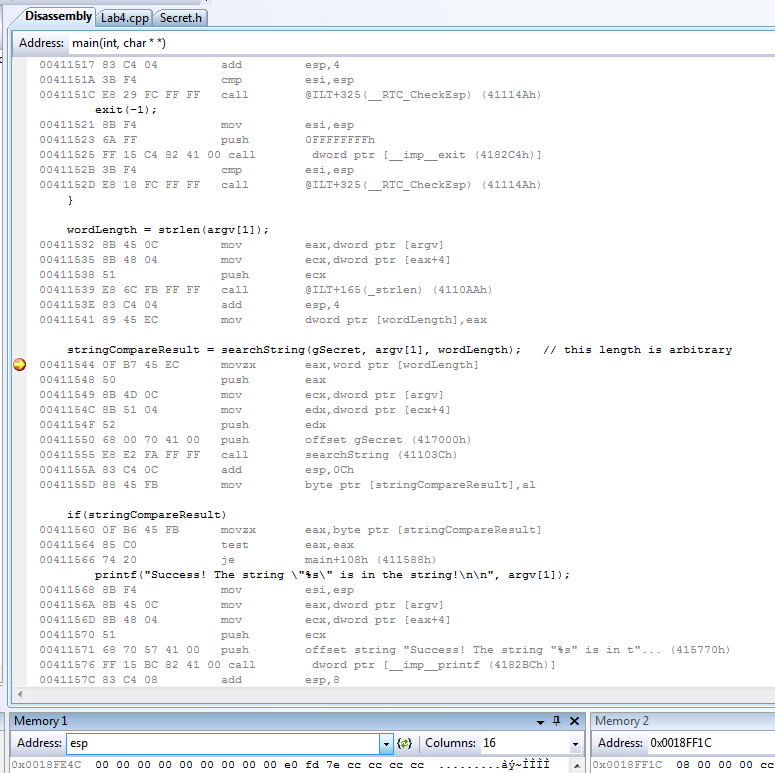 Disassembly Lab4.cpp Secret.h
Address: main(int, char * *)
00411517 83 C4 04 add esp,4
0041151A 3B F4 cmp esi,esp
0041151C E8 29 FC FF FF call @ILT+325(__RTC_CheckEsp) (41114Ah)
exit(-1);
00411521 8B F4 mov esi,esp
00411523 6A FF push 0FFFFFFFFh
00411525 FF 15 C4 82 41 00 call dword ptr [__imp__exit (4182C4h)]
0041152B 3B F4 cmp esi,esp
0041152D E8 18 FC FF FF call @ILT+325(__RTC_CheckEsp) (41114Ah)
}
wordLength = strlen(argv[1]);
00411532 8B 45 0C mov eax,dword ptr [argv]
00411535 8B 48 04 mov ecx,dword ptr [eax+4]
00411538 51 push ecx
00411539 E8 6C FB FF FF call @ILT+165(_strlen) (4110AAh)
0041153E 83 C4 04 add esp,4
00411541 89 45 EC mov dword ptr [wordLength],eax
stringCompareResult = searchString(gSecret, argv[1], wordLength); // this length is arbitrary
00411544 0F B7 45 EC movzx eax,word ptr [wordLength]
00411548 50 push eax
00411549 8B 4D 0C mov ecx,dword ptr [argv]
0041154C 8B 51 04 mov edx,dword ptr [ecx+4]
0041154F 52 push edx
00411550 68 00 70 41 00 push offset gSecret (417000h)
00411555 E8 E2 FA FF FF call searchString (41103Ch)
0041155A 83 C4 0C add esp,0Ch
0041155D 88 45 FB mov byte ptr [stringCompareResult],al
if(stringCompareResult)
00411560 0F B6 45 FB movzx eax,byte ptr [stringCompareResult]
00411564 85 C0 test eax,eax
00411566 74 20 je main+108h (411588h)
printf("Success! The string \"%s\" is in the string!\n\n", argv[1]);
00411568 8B F4 mov esi,esp
0041156A 8B 45 0C mov eax,dword ptr [argv]
0041156D 8B 48 04 mov ecx,dword ptr [eax+4]
00411570 51 push ecx
00411571 68 70 57 41 00 push offset string "Success! The string "%s" is in t"... (415770h)
00411576 FF 15 BC 82 41 00 call dword ptr [__imp__printf (4182BCh)]
0041157C 83 C4 08 add esp,8
Memory 1 Memory 2
Address: esp Columns: 16 Address: 0x0018FF1C
0x0018FE4C 00 00 00 00 00 00 00 00 e0 fd 7e cc cc cc cc .........àý~ÌÌÌÌ 0x0018FF1C 08 00 00 00 cc